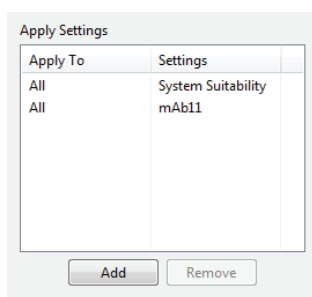 Apply Settings
Apply To Settings
All System Suitability
All mAb11
Add Remove